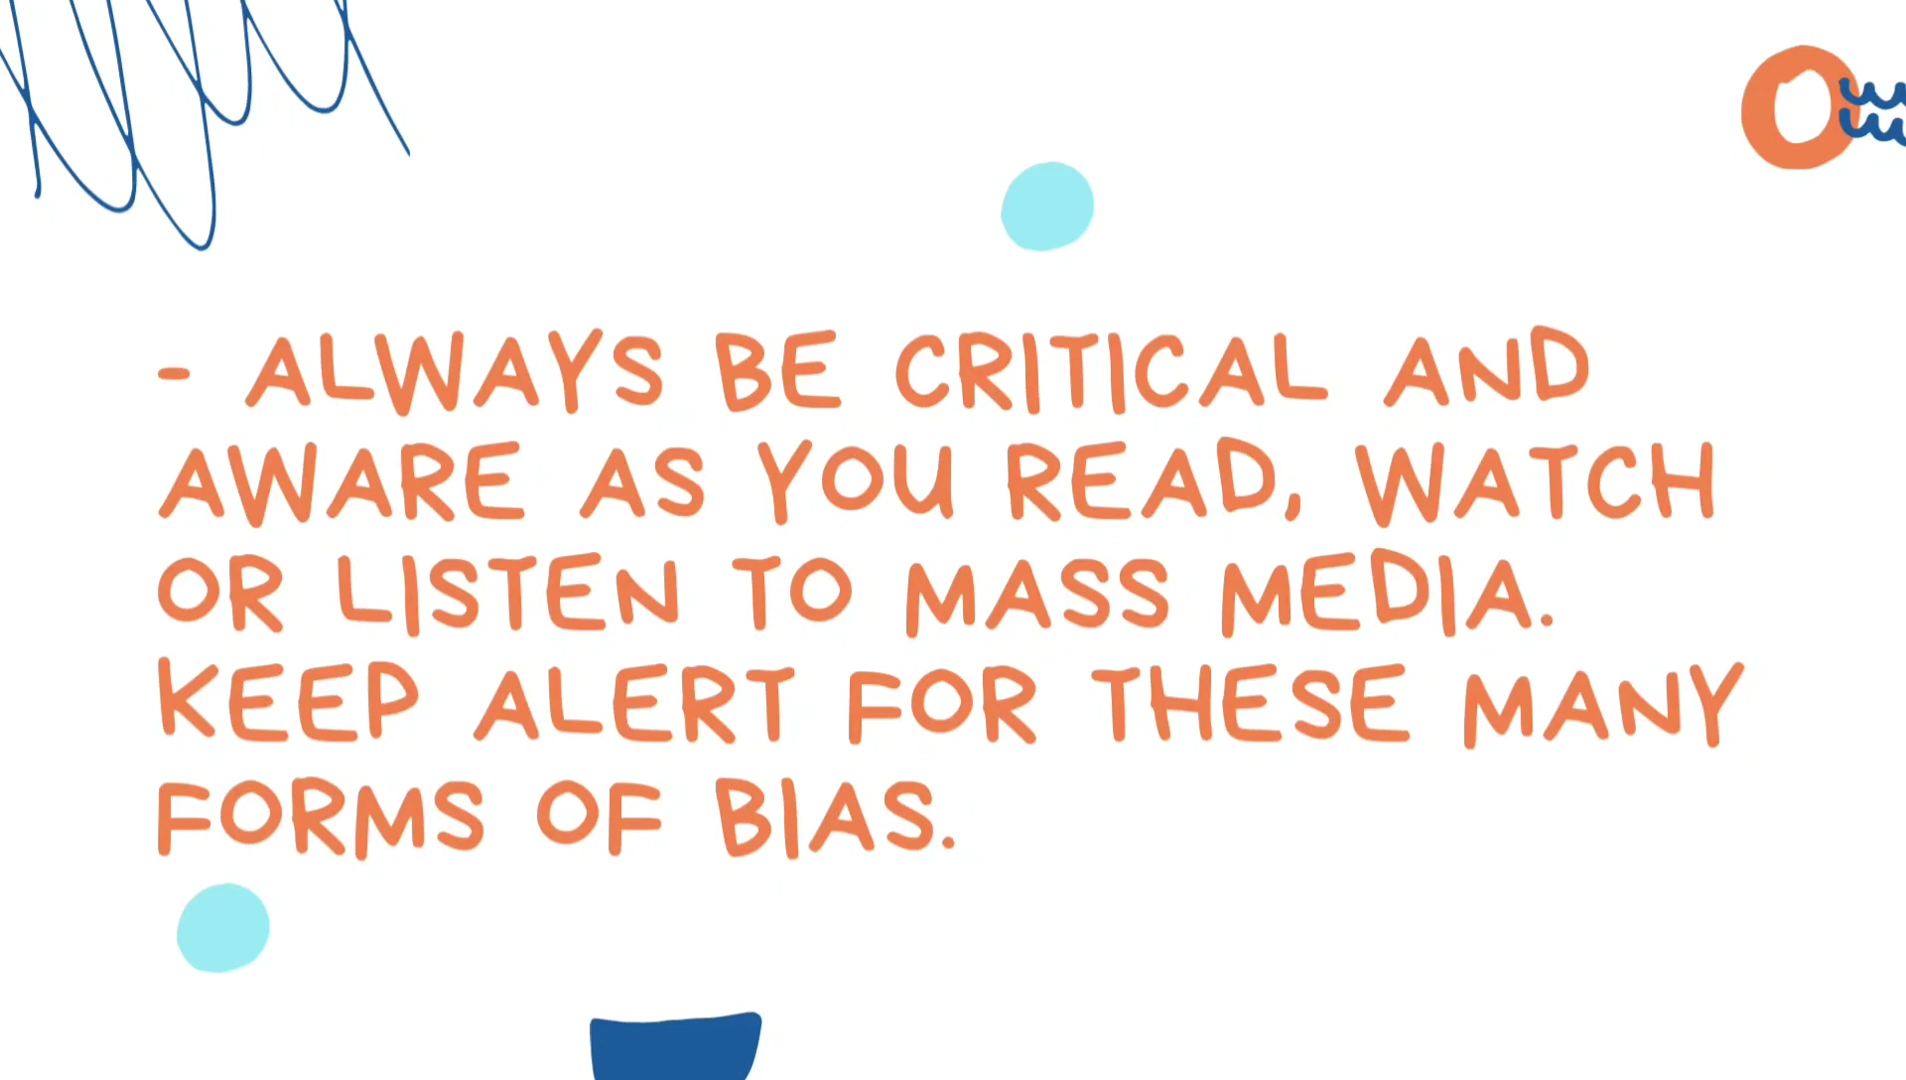 - ALWAYS BE CRITICAL AND
AWARE AS YOU READ, WATCH
OR LISTEN TO MASS MEDIA.
KEEP ALERT FOR THESE MANY
FORMS OF BIAS.